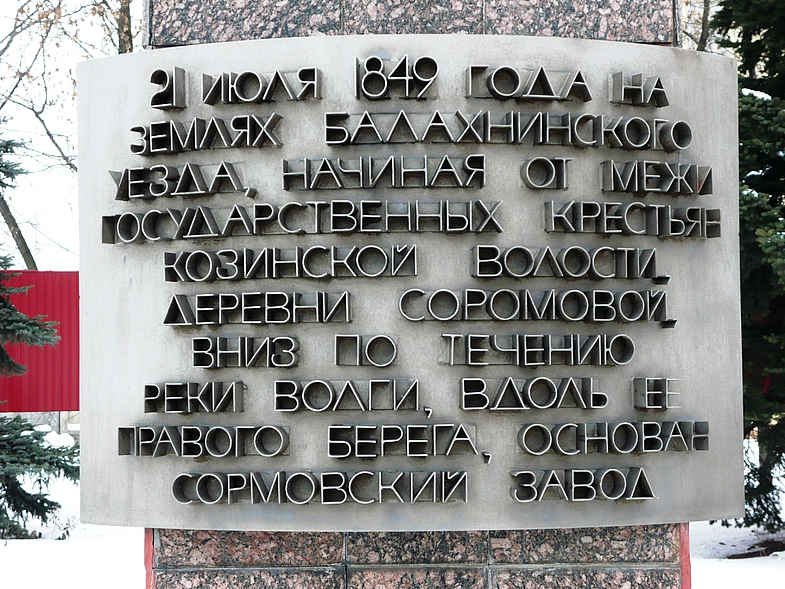 21 ИЮЛЯ 1849 ГОДА НА
ЗЕМЛЯХ БАЛАХНИНСКОГО
УЕЗДА, НАЧИНАЯ ОТ МЕЖИ
ГОСУДАРСТВЕННЫХ КРЕСТЬЯН
КОЗИНСКОЙ ВОЛОСТИ,
ДЕРЕВНИ СОРОМОВОЙ,
ВНИЗ ПО ТЕЧЕНИЮ
РЕКИ ВОЛГИ, ВДОЛЬ ЕЕ
ПРАВОГО БЕРЕГА, ОСНОВАН
СОРМОВСКИЙ ЗАВОД